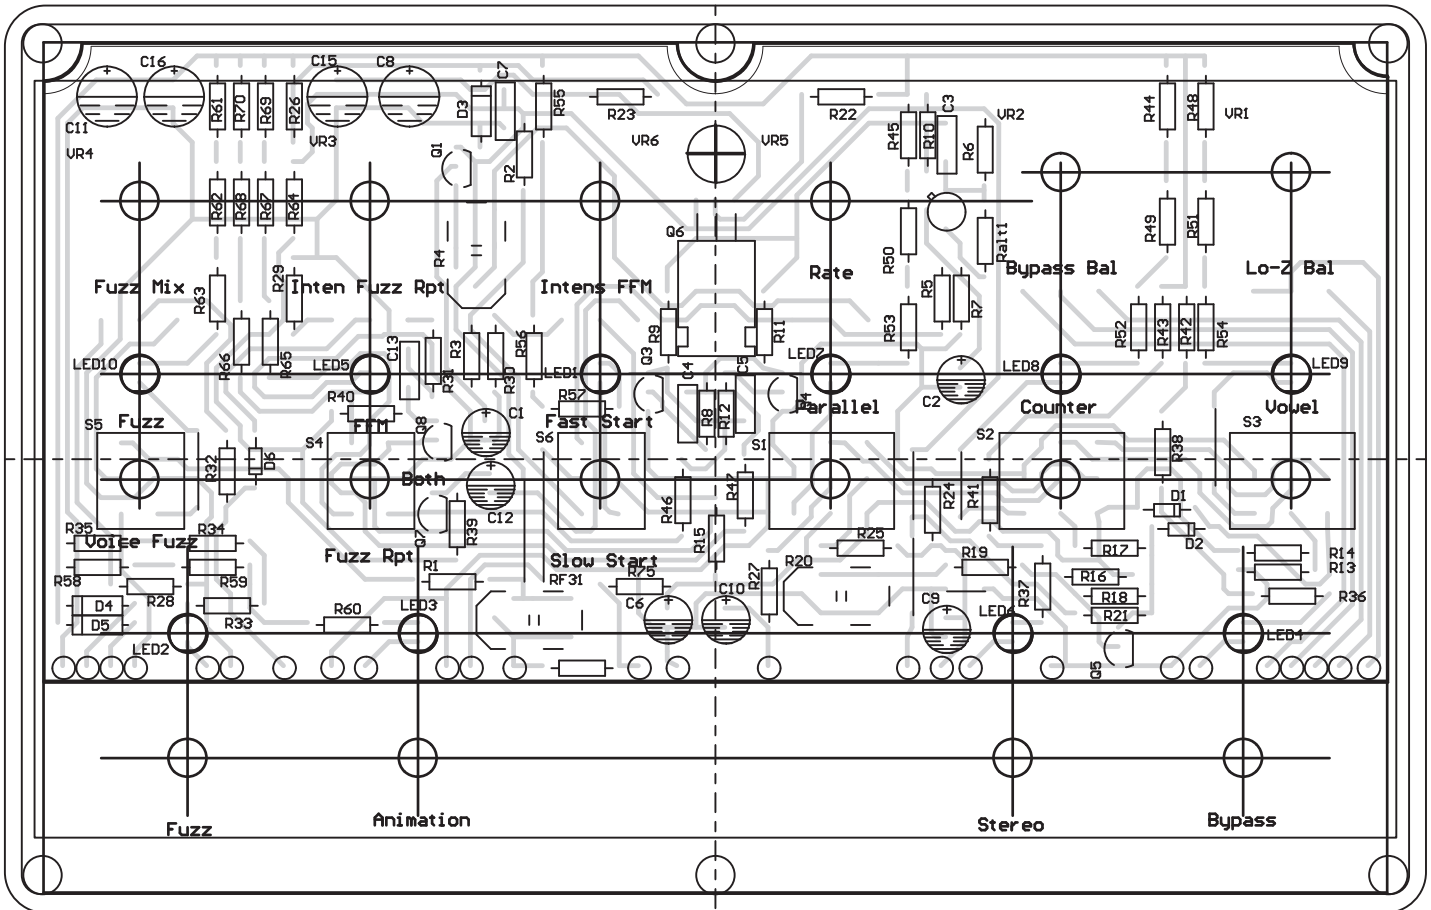 C16
C15
C8
C7
C11
R61
R70
R69
R26
D3
R55
R23
R22
C3
R44
R48
VR4
VR3
Q1
R2
VR6
VR5
R45
R10
R6
VR2
VR1
R62
R68
R67
R64
R4
Q6
R50
Ralt1
R49
R51
Fuzz Mix
Inten Fuzz Rpt
Intens FFM
Rate
Bypass Bal
Lo-Z Bal
R63
R29
R5
R7
R66
R65
C13
R31
R3
R30
R56
R9
R11
R53
R52
R43
R42
R54
LED10
LED5
LED1
Q3
C4
C5
LED7
LED8
LED9
R40
R57
R8
R12
Q4
C2
Fuzz
FFM
Q8
C1
Fast Start
Parallel
Counter
Vowel
S5
S4
S6
S1
S2
S3
R32
D6
Both
C12
R46
R47
R24
R41
R38
D1
D2
R35
R34
Voice Fuzz
Fuzz Rpt
Q7
R39
Slow Start
R15
R25
R17
R14
R13
R58
R28
R59
R1
RF31
R75
R27
R20
R19
R37
R16
R18
R21
R36
D4
D5
R33
R60
LED3
C6
C10
C9
LED6
LED4
LED2
Q5
Fuzz
Animation
Stereo
Bypass